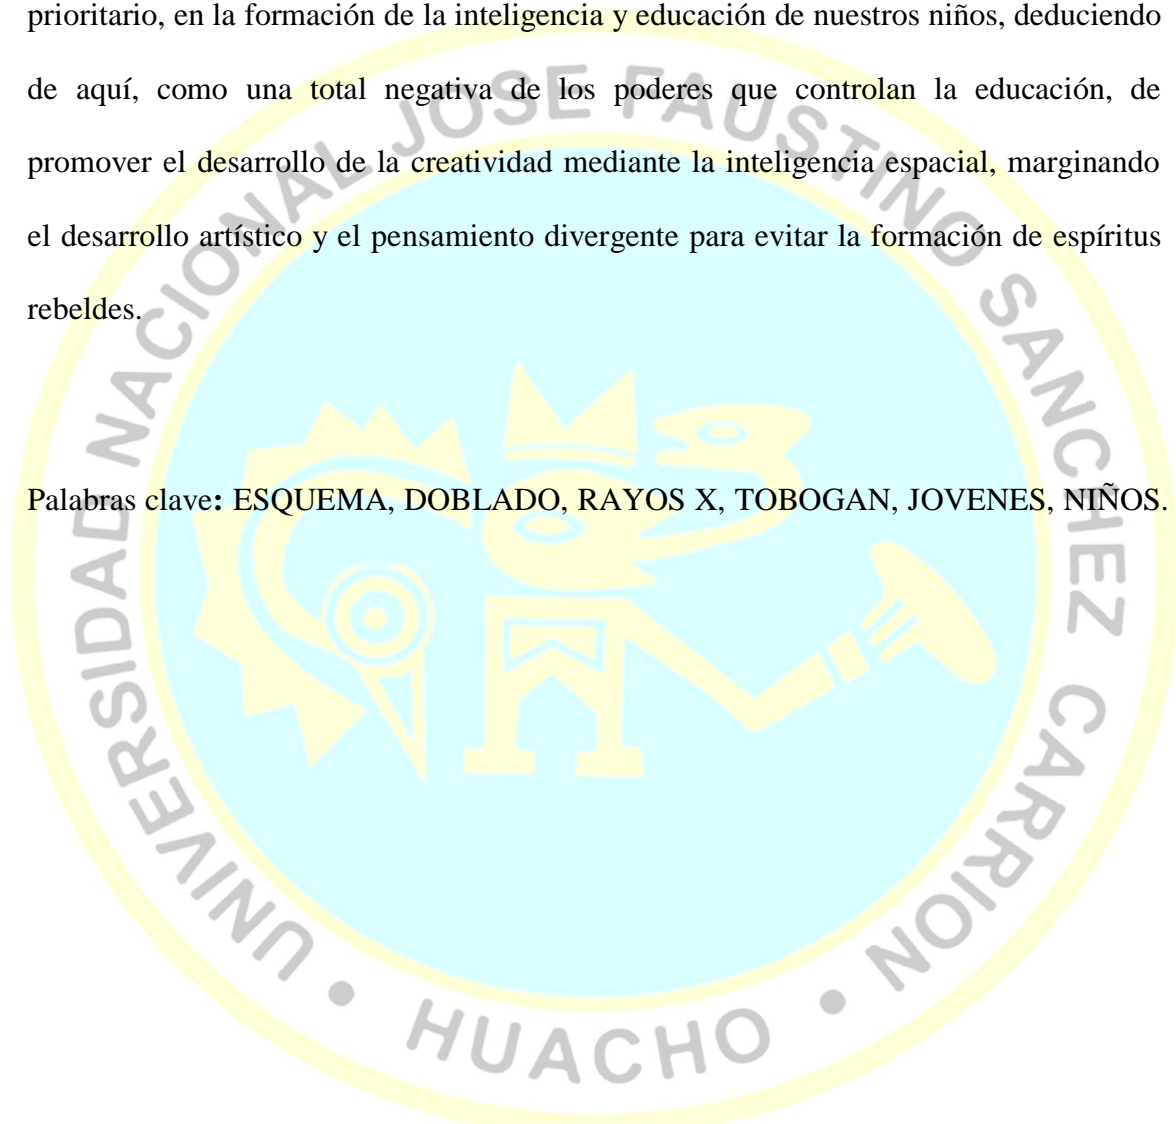 prioritario, en la formación de la inteligencia y educación de nuestros niños, deduciendo
de aquí, como una total negativa de los poderes que controlan la educación, de
promover el desarrollo de la creatividad mediante la inteligencia espacial, marginando
el desarrollo artístico y el pensamiento divergente para evitar la formación de espíritus
rebeldes.
Palabras clave: ESQUEMA, DOBLADO, RAYOS X, TOBOGAN, JOVENES, NIÑOS.
UNIVERSIDAD NACIONAL JOSE FAUSTINO SANCHEZ CARRION • HUACHO •